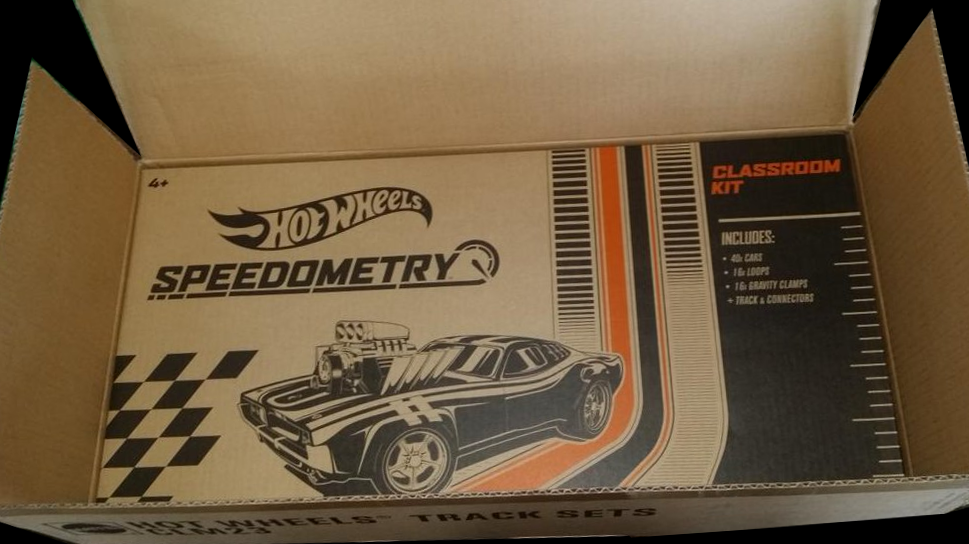 4+
HOT WHEELS
SPEEDOMETRY
CLASSROOM
KIT
INCLUDES:
• 40x CARS
• 16x LOOPS
• 16x GRAVITY CLAMPS
+ TRACK & CONNECTORS
HOT WHEELS™ TRACK SETS